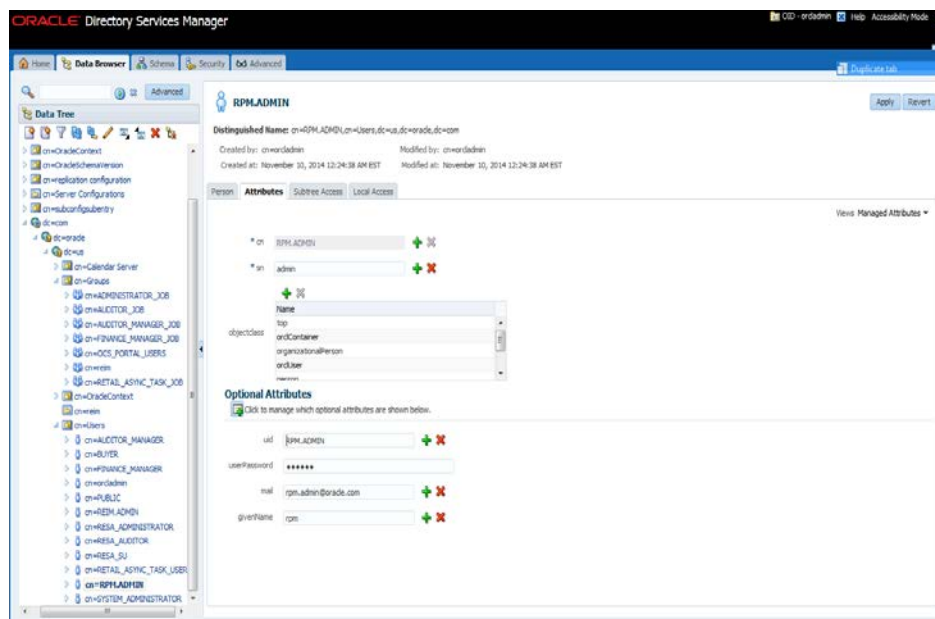 ORACLE Directory Services Manager
OID - orcladmin Help Accessibility Mode
Home Data Browser Schema Security Advanced
Duplicate tab
Advanced
Data Tree
cn=OracleContext
cn=OracleSchemaVersion
cn=replication configuration
cn=Server Configurations
cn=subconfigsubentry
dc=com
dc=oracle
dc=us
cn=Calendar Server
cn=Groups
cn=ADMINISTRATOR_JOB
cn=AUDITOR_JOB
cn=AUDITOR_MANAGER_JOB
cn=FINANCE_MANAGER_JOB
cn=OCS_PORTAL_USERS
cn=reim
cn=RETAIL_ASYNC_TASK_JOB
cn=OracleContext
cn=reim
cn=Users
cn=AUDITOR_MANAGER
cn=BUYER
cn=FINANCE_MANAGER
cn=orcladmin
cn=PUBLIC
cn=REIM.ADMIN
cn=RESA_ADMINISTRATOR
cn=RESA_AUDITOR
cn=RESA_SU
cn=RETAIL_ASYNC_TASK_USER
cn=RPM.ADMIN
cn=SYSTEM_ADMINISTRATOR
RPM.ADMIN
Apply Revert
Distinguished Name: cn=RPM.ADMIN,cn=Users,dc=us,dc=oracle,dc=com
Created by: cn=orcladmin Modified by: cn=orcladmin
Created at: November 10, 2014 12:24:38 AM EST Modified at: November 10, 2014 12:24:38 AM EST
Person Attributes Subtree Access Local Access
Views Managed Attributes
* cn RPM.ADMIN
* sn admin
Name
objectclass
top
orclContainer
organizationalPerson
orclUser
person
Optional Attributes
Click to manage which optional attributes are shown below.
uid RPM.ADMIN
userPassword ••••••
mail rpm.admin@oracle.com
givenName rpm